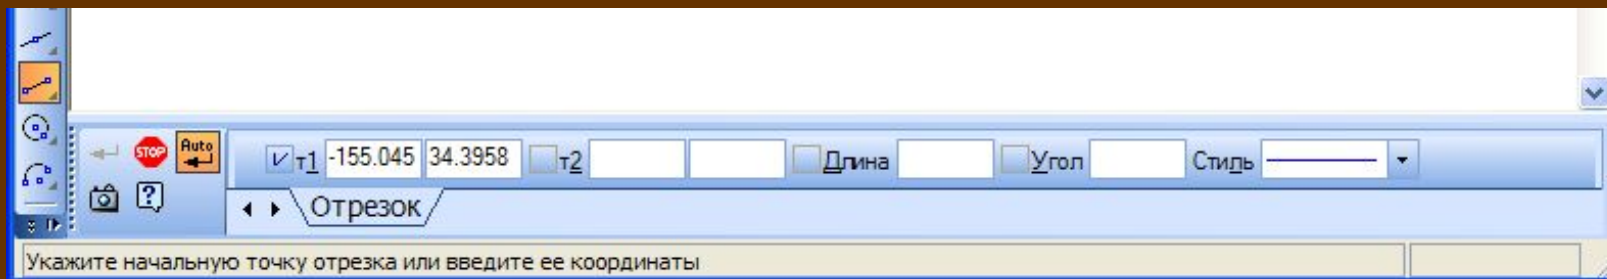 STOP Auto т1 -155.045 34.3958 т2 Длина Угол Стиль
?
Отрезок
Укажите начальную точку отрезка или введите ее координаты